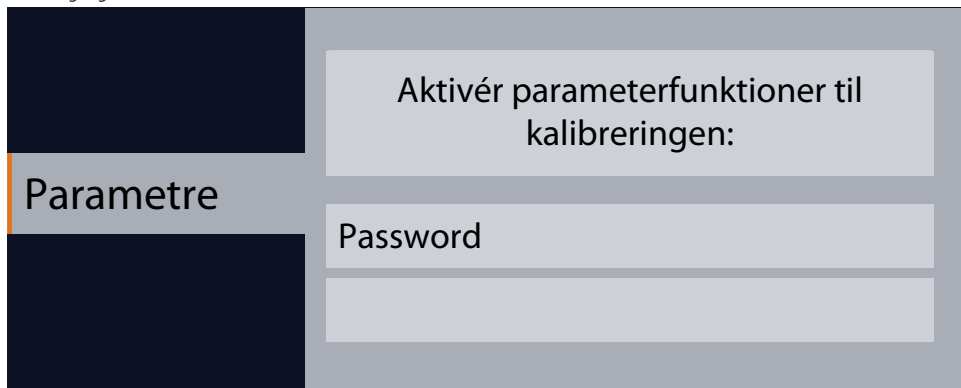 Parametre
Aktivér parameterfunktioner til
kalibreringen:
Password